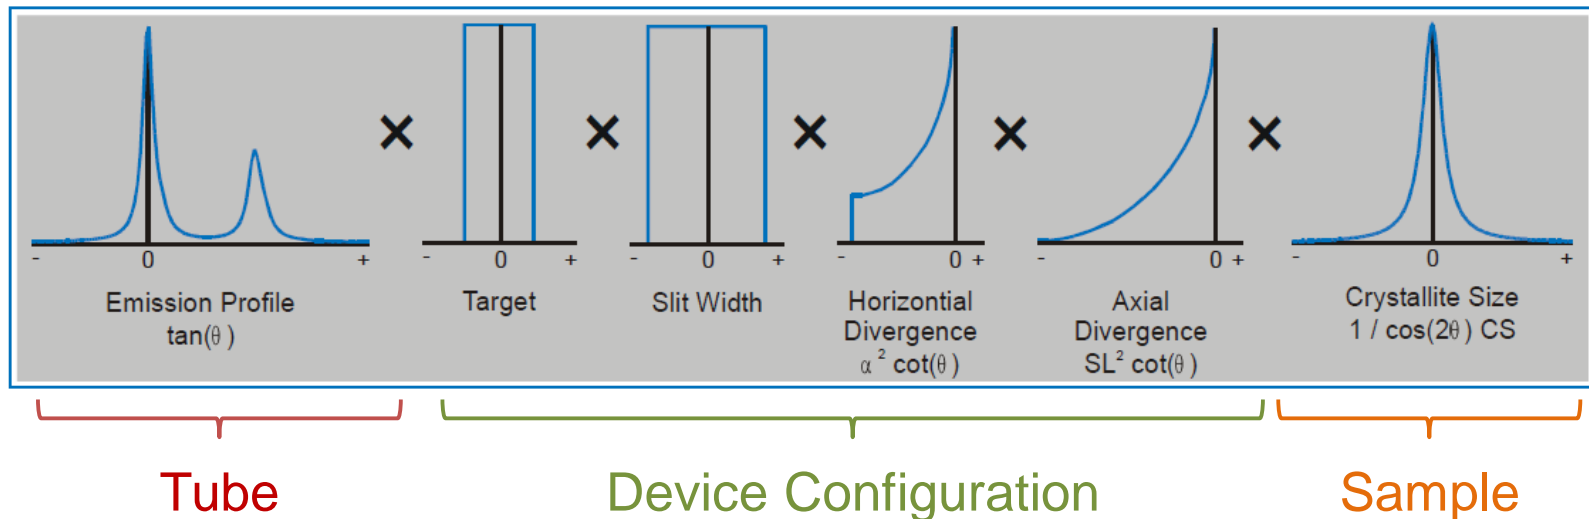 - 0 +
- 0 +
- 0 +
- 0 +
- 0 +
- 0 +
Emission Profile
tan(θ)
Target
Slit Width
Horizontial
Divergence
α² cot(θ)
Axial
Divergence
SL² cot(θ)
Crystallite Size
1 / cos(2θ) CS
Tube
Device Configuration
Sample